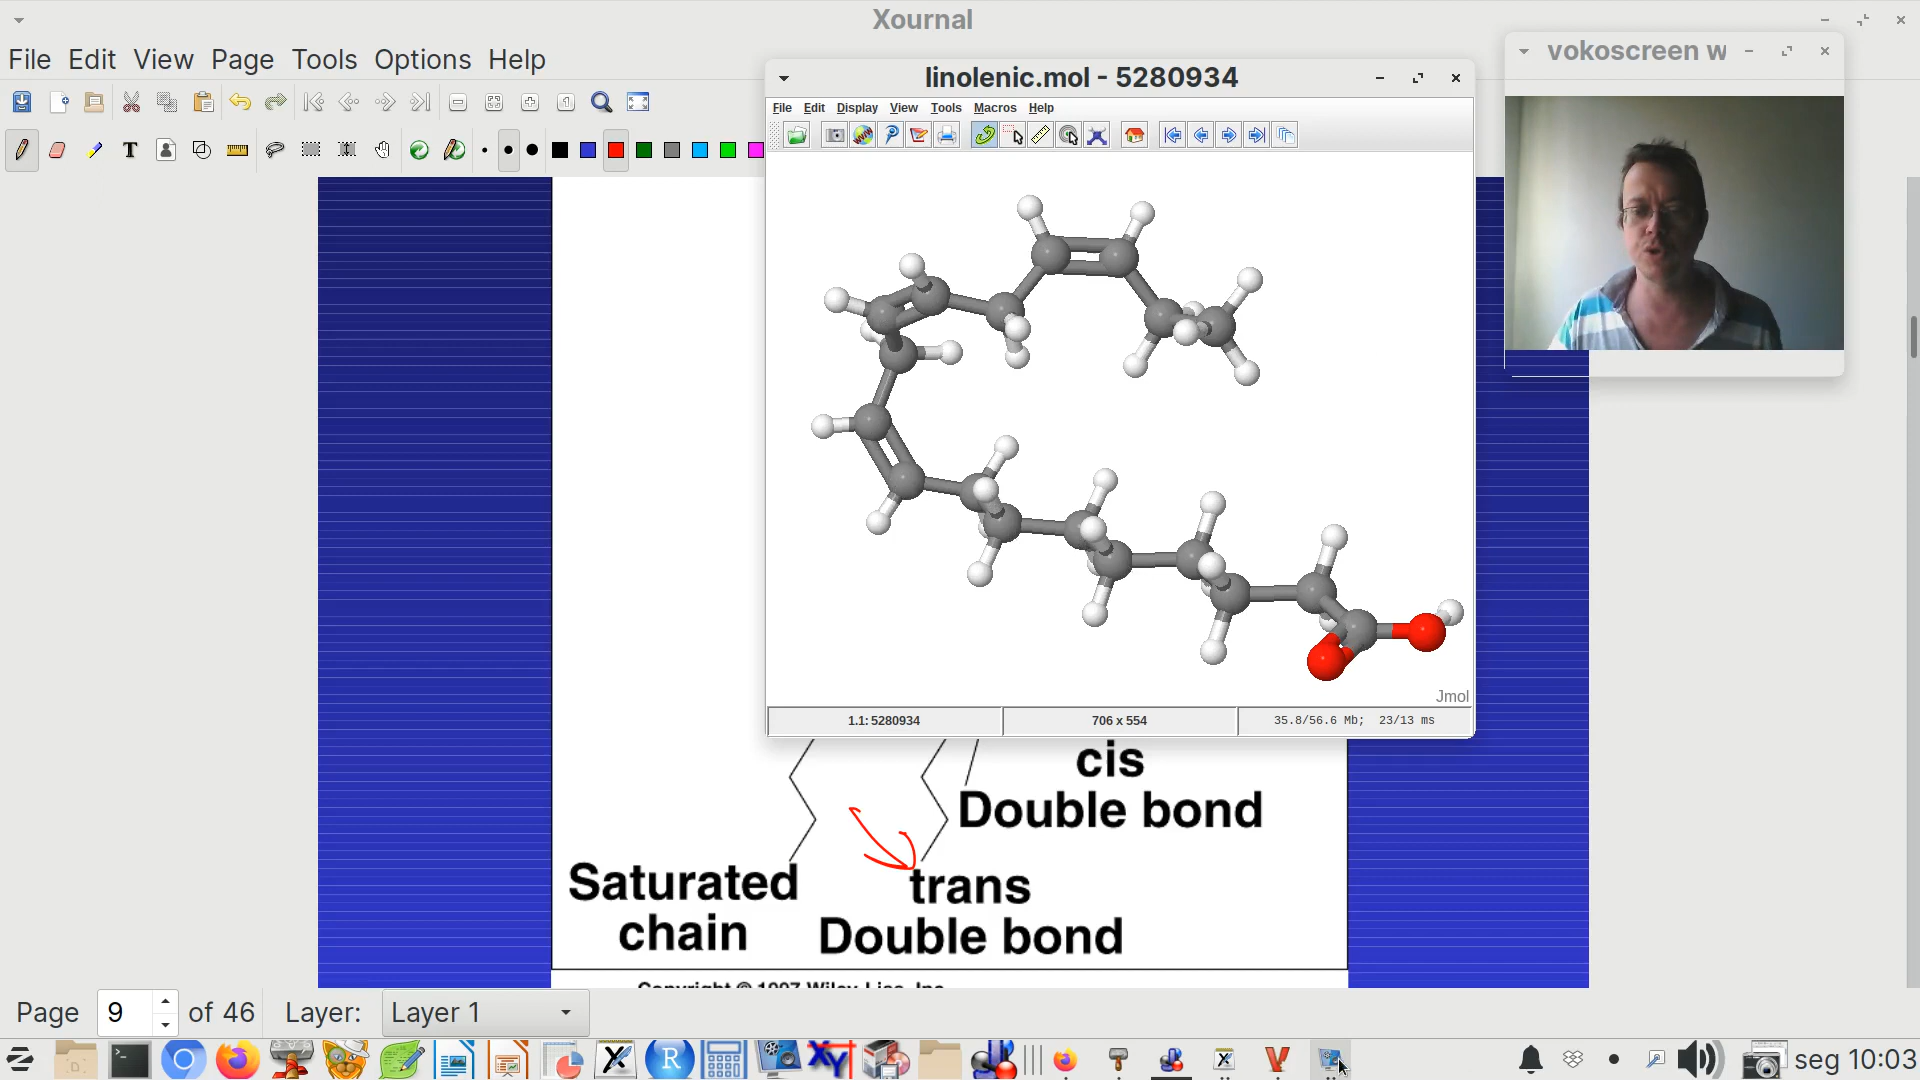 Xournal
File Edit View Page Tools Options Help
vokoscreen w
linolenic.mol - 5280934
File Edit Display View Tools Macros Help
T
Jmol
1.1: 5280934
706 x 554
35.8/56.6 Mb; 23/13 ms
cis
Double bond
Saturated
chain
trans
Double bond
Page 9 of 46 Layer: Layer 1
seg 10:03